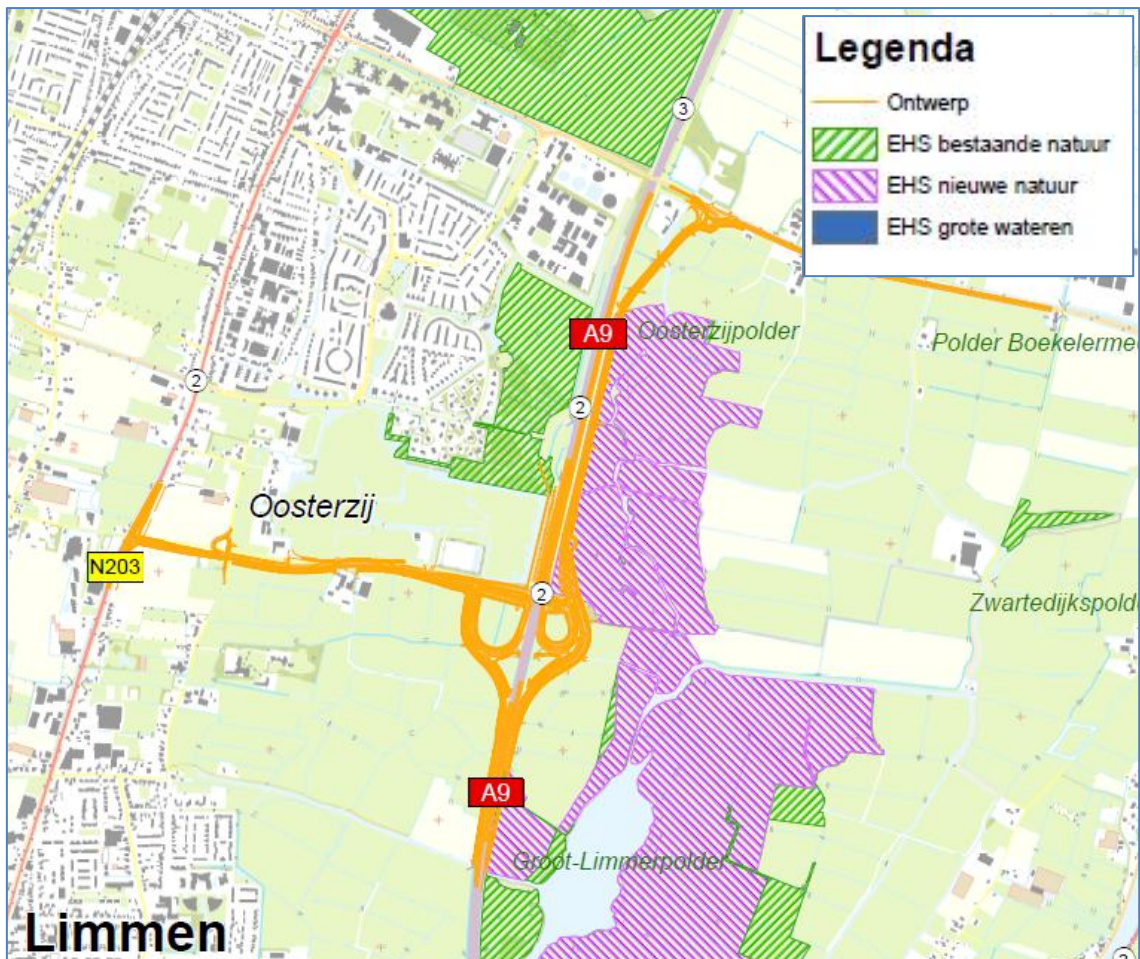 Legenda
Ontwerp
EHS bestaande natuur
EHS nieuwe natuur
EHS grote wateren
3
A9
Oosterzijpolder
Polder Boekelerme
2
2
Oosterzij
N203
2
Zwartedijkspold
A9
Groot-Limmerpolder
Limmen